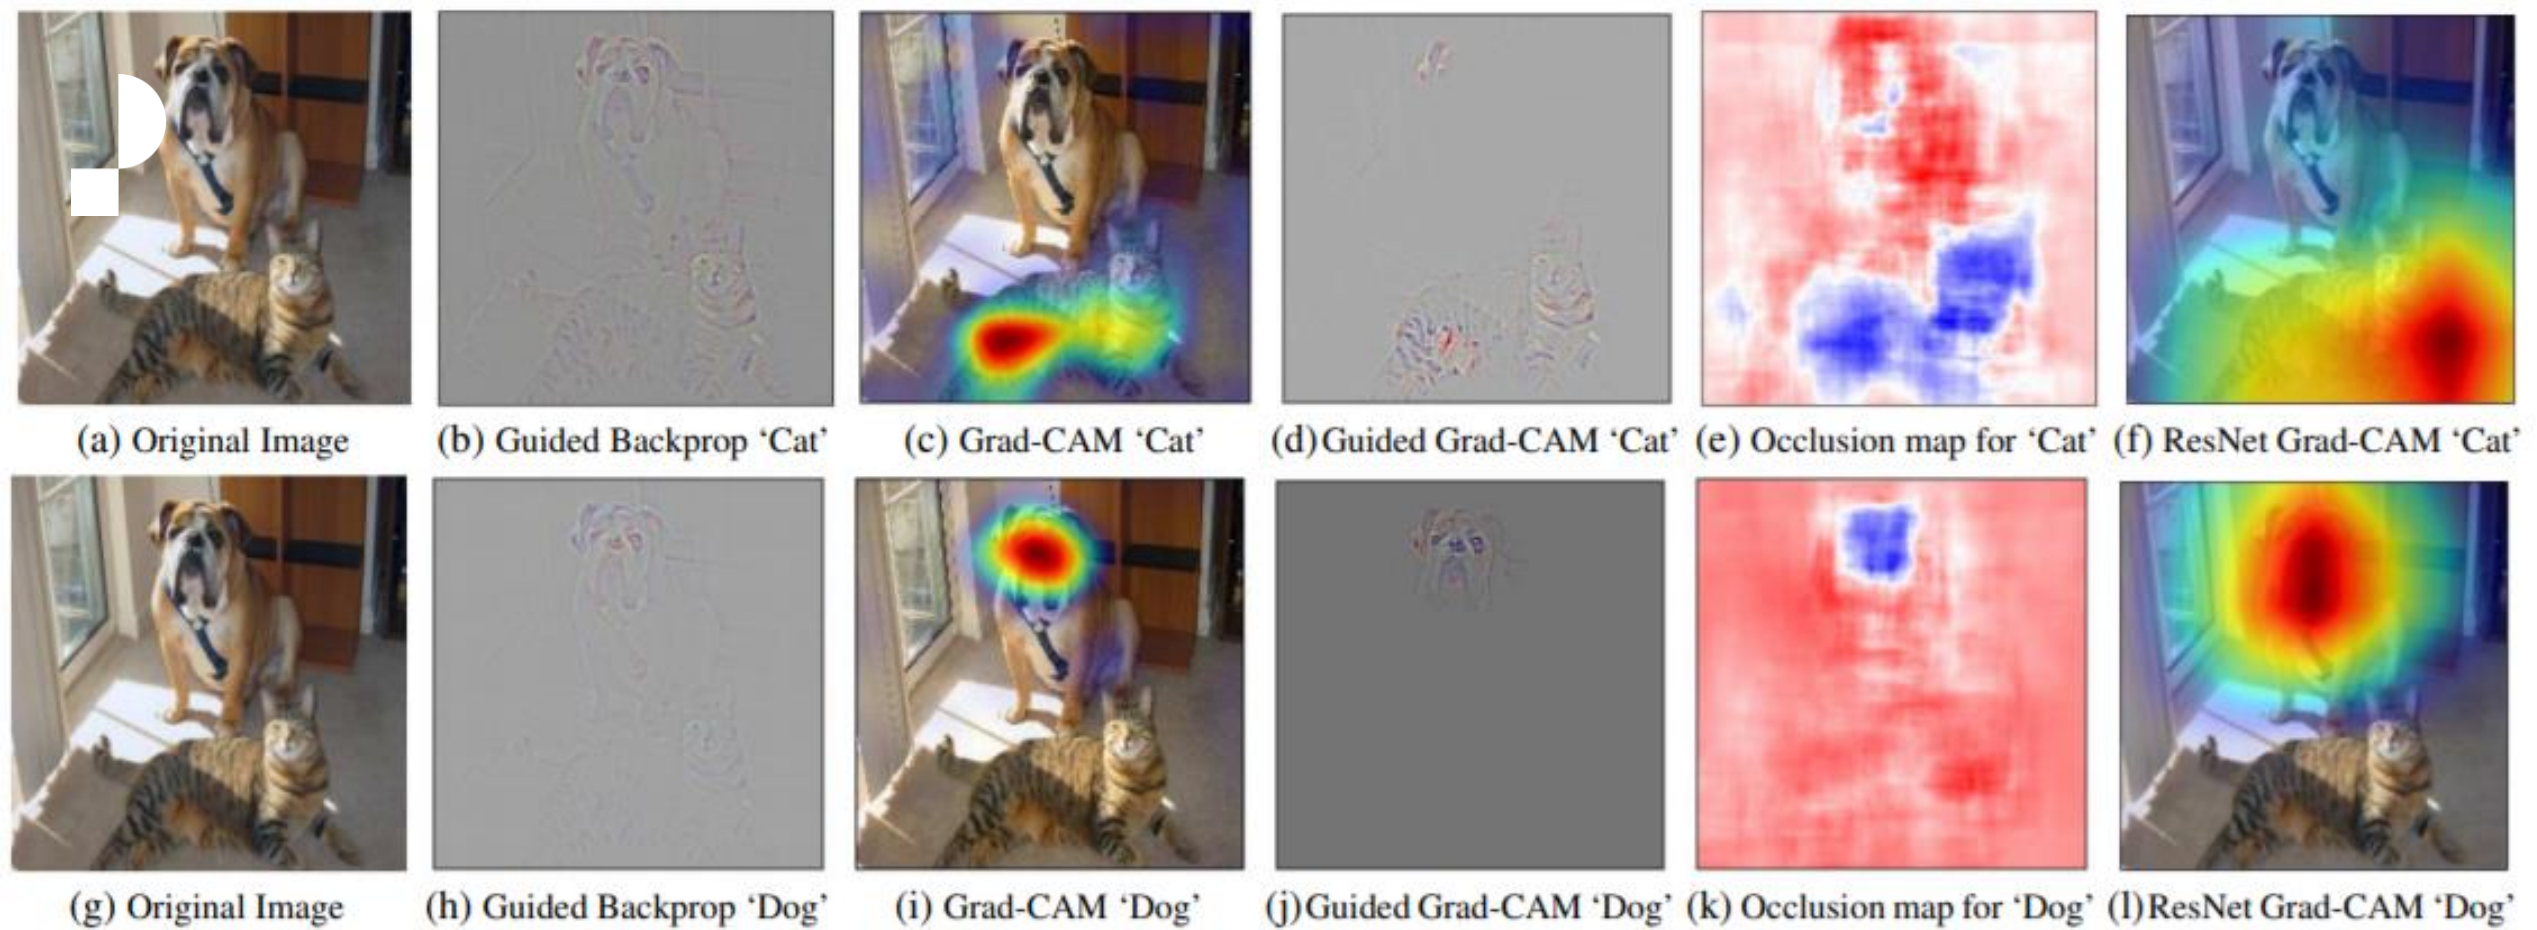 (a) Original Image
(b) Guided Backprop ‘Cat’
(c) Grad-CAM ‘Cat’
(d)Guided Grad-CAM ‘Cat’
(e) Occlusion map for ‘Cat’
(f) ResNet Grad-CAM ‘Cat’
(g) Original Image
(h) Guided Backprop ‘Dog’
(i) Grad-CAM ‘Dog’
(j)Guided Grad-CAM ‘Dog’
(k) Occlusion map for ‘Dog’
(l)ResNet Grad-CAM ‘Dog’